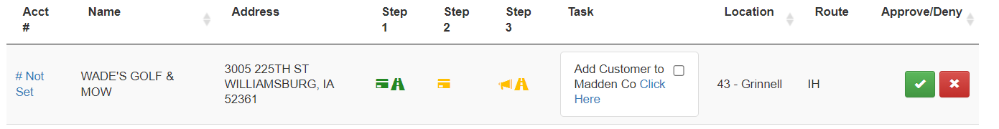 Acct # Name Address Step 1 Step 2 Step 3 Task Location Route Approve/Deny
# Not Set
WADE'S GOLF & MOW
3005 225TH ST
WILLIAMSBURG, IA
52361
Add Customer to
Madden Co Click
Here
43 - Grinnell
IH